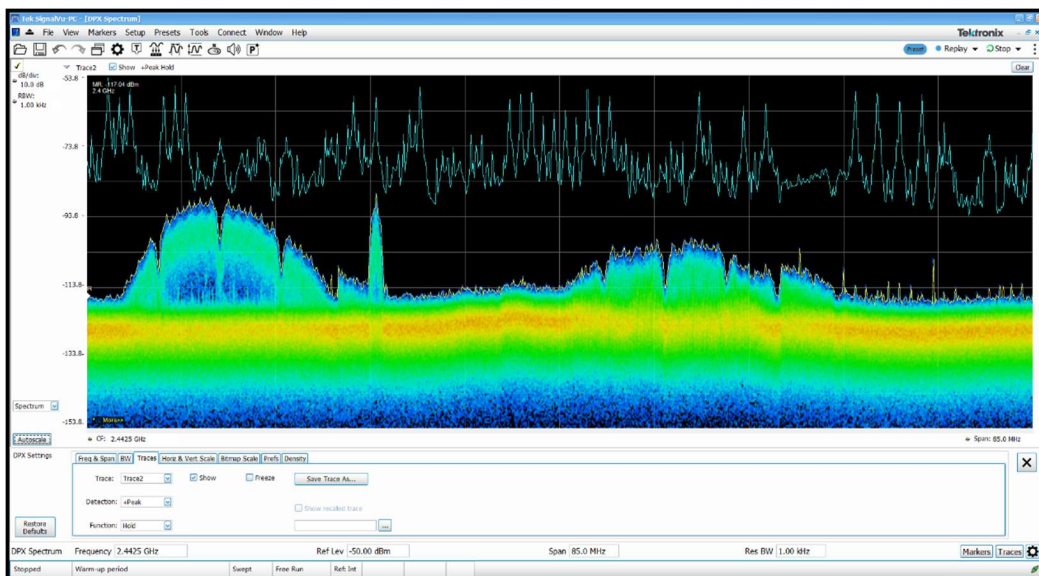 Tek SignalVu-PC - [DPX Spectrum]
File View Markers Setup Presets Tools Connect Window Help
Tektronix
Preset Replay Stop
Trace2 Show +Peak Hold
Clear
dB/div:
10.0 dB
RBW:
1.00 kHz
-53.8
MR: -117.04 dBm
2.4 GHz
-73.8
-93.8
-113.8
-133.8
-153.8
Spectrum
Autoscale
CF: 2.4425 GHz
Span: 85.0 MHz
DPX Settings
Freq & Span BW Traces Horiz & Vert Scale Bitmap Scale Prefs Density
Trace: Trace2 Show Freeze Save Trace As...
Detection: +Peak
Show recalled trace
Function: Hold ...
Restore
Defaults
DPX Spectrum Frequency 2.4425 GHz Ref Lev -50.00 dBm Span 85.0 MHz Res BW 1.00 kHz Markers Traces
Stopped Warm-up period Swept Free Run Ref: Int